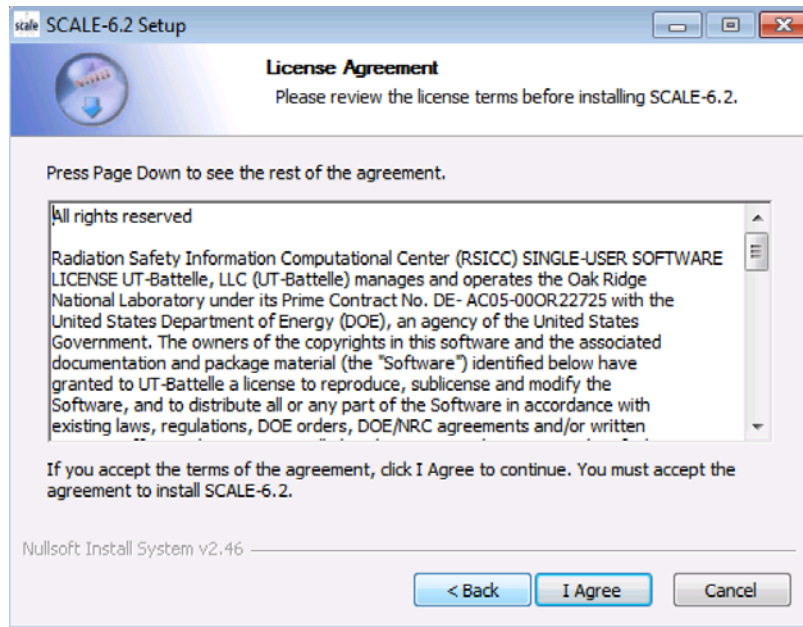 scale SCALE-6.2 Setup
License Agreement
Please review the license terms before installing SCALE-6.2.
Press Page Down to see the rest of the agreement.
All rights reserved
Radiation Safety Information Computational Center (RSICC) SINGLE-USER SOFTWARE
LICENSE UT-Battelle, LLC (UT-Battelle) manages and operates the Oak Ridge
National Laboratory under its Prime Contract No. DE- AC05-00OR22725 with the
United States Department of Energy (DOE), an agency of the United States
Government. The owners of the copyrights in this software and the associated
documentation and package material (the "Software") identified below have
granted to UT-Battelle a license to reproduce, sublicense and modify the
Software, and to distribute all or any part of the Software in accordance with
existing laws, regulations, DOE orders, DOE/NRC agreements and/or written
If you accept the terms of the agreement, click I Agree to continue. You must accept the
agreement to install SCALE-6.2.
Nullsoft Install System v2.46
< Back
I Agree
Cancel